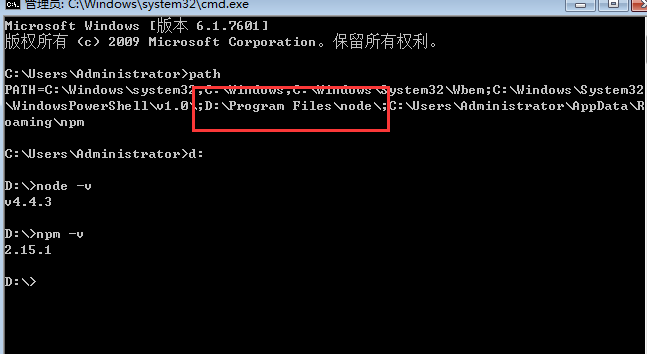 管理员: C:\Windows\system32\cmd.exe
Microsoft Windows [版本 6.1.7601]
版权所有 (c) 2009 Microsoft Corporation。保留所有权利。
C:\Users\Administrator>path
PATH=C:\Windows\system32;C:\Windows;C:\Windows\System32\Wbem;C:\Windows\System32
\WindowsPowerShell\v1.0\;D:\Program Files\node\;C:\Users\Administrator\AppData\R
oaming\npm
C:\Users\Administrator>d:
D:\>node -v
v4.4.3
D:\>npm -v
2.15.1
D:\>